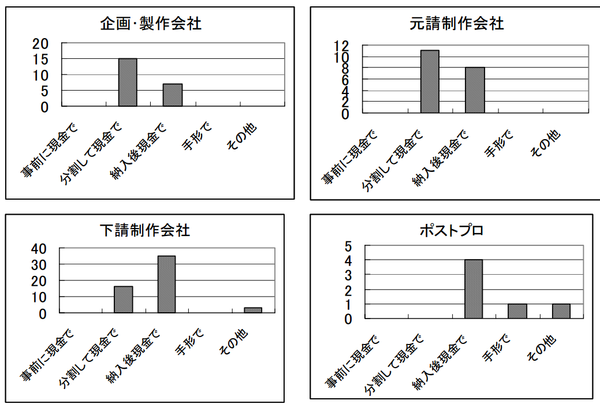 企画・製作会社
20
15
10
5
0
事前に現金で
分割して現金で
納入後現金で
手形で
その他
元請制作会社
12
10
8
6
4
2
0
事前に現金で
分割して現金で
納入後現金で
手形で
その他
下請制作会社
40
30
20
10
0
事前に現金で
分割して現金で
納入後現金で
手形で
その他
ポストプロ
5
4
3
2
1
0
事前に現金で
分割して現金で
納入後現金で
手形で
その他